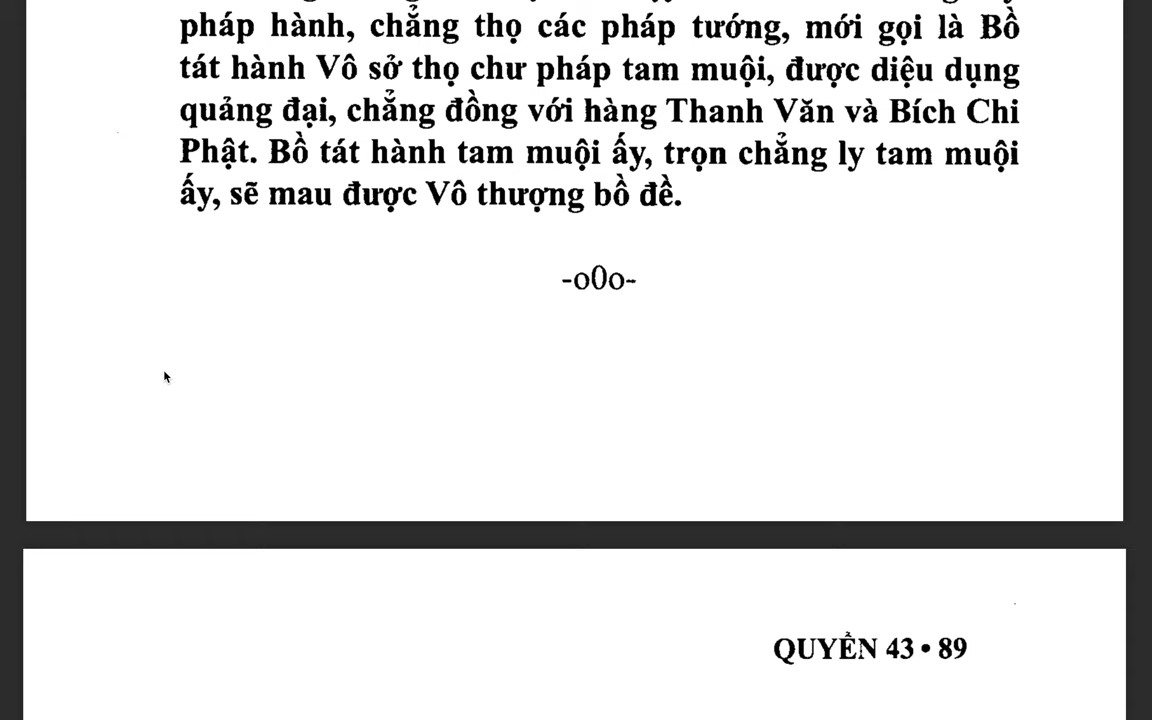 pháp hành, chẳng thọ các pháp tướng, mới gọi là Bồ
tát hành Vô sở thọ chư pháp tam muội, được diệu dụng
quảng đại, chẳng đồng với hàng Thanh Văn và Bích Chi
Phật. Bồ tát hành tam muội ấy, trọn chẳng ly tam muội
ấy, sẽ mau được Vô thượng bồ đề.
-o0o-
QUYỂN 43 • 89